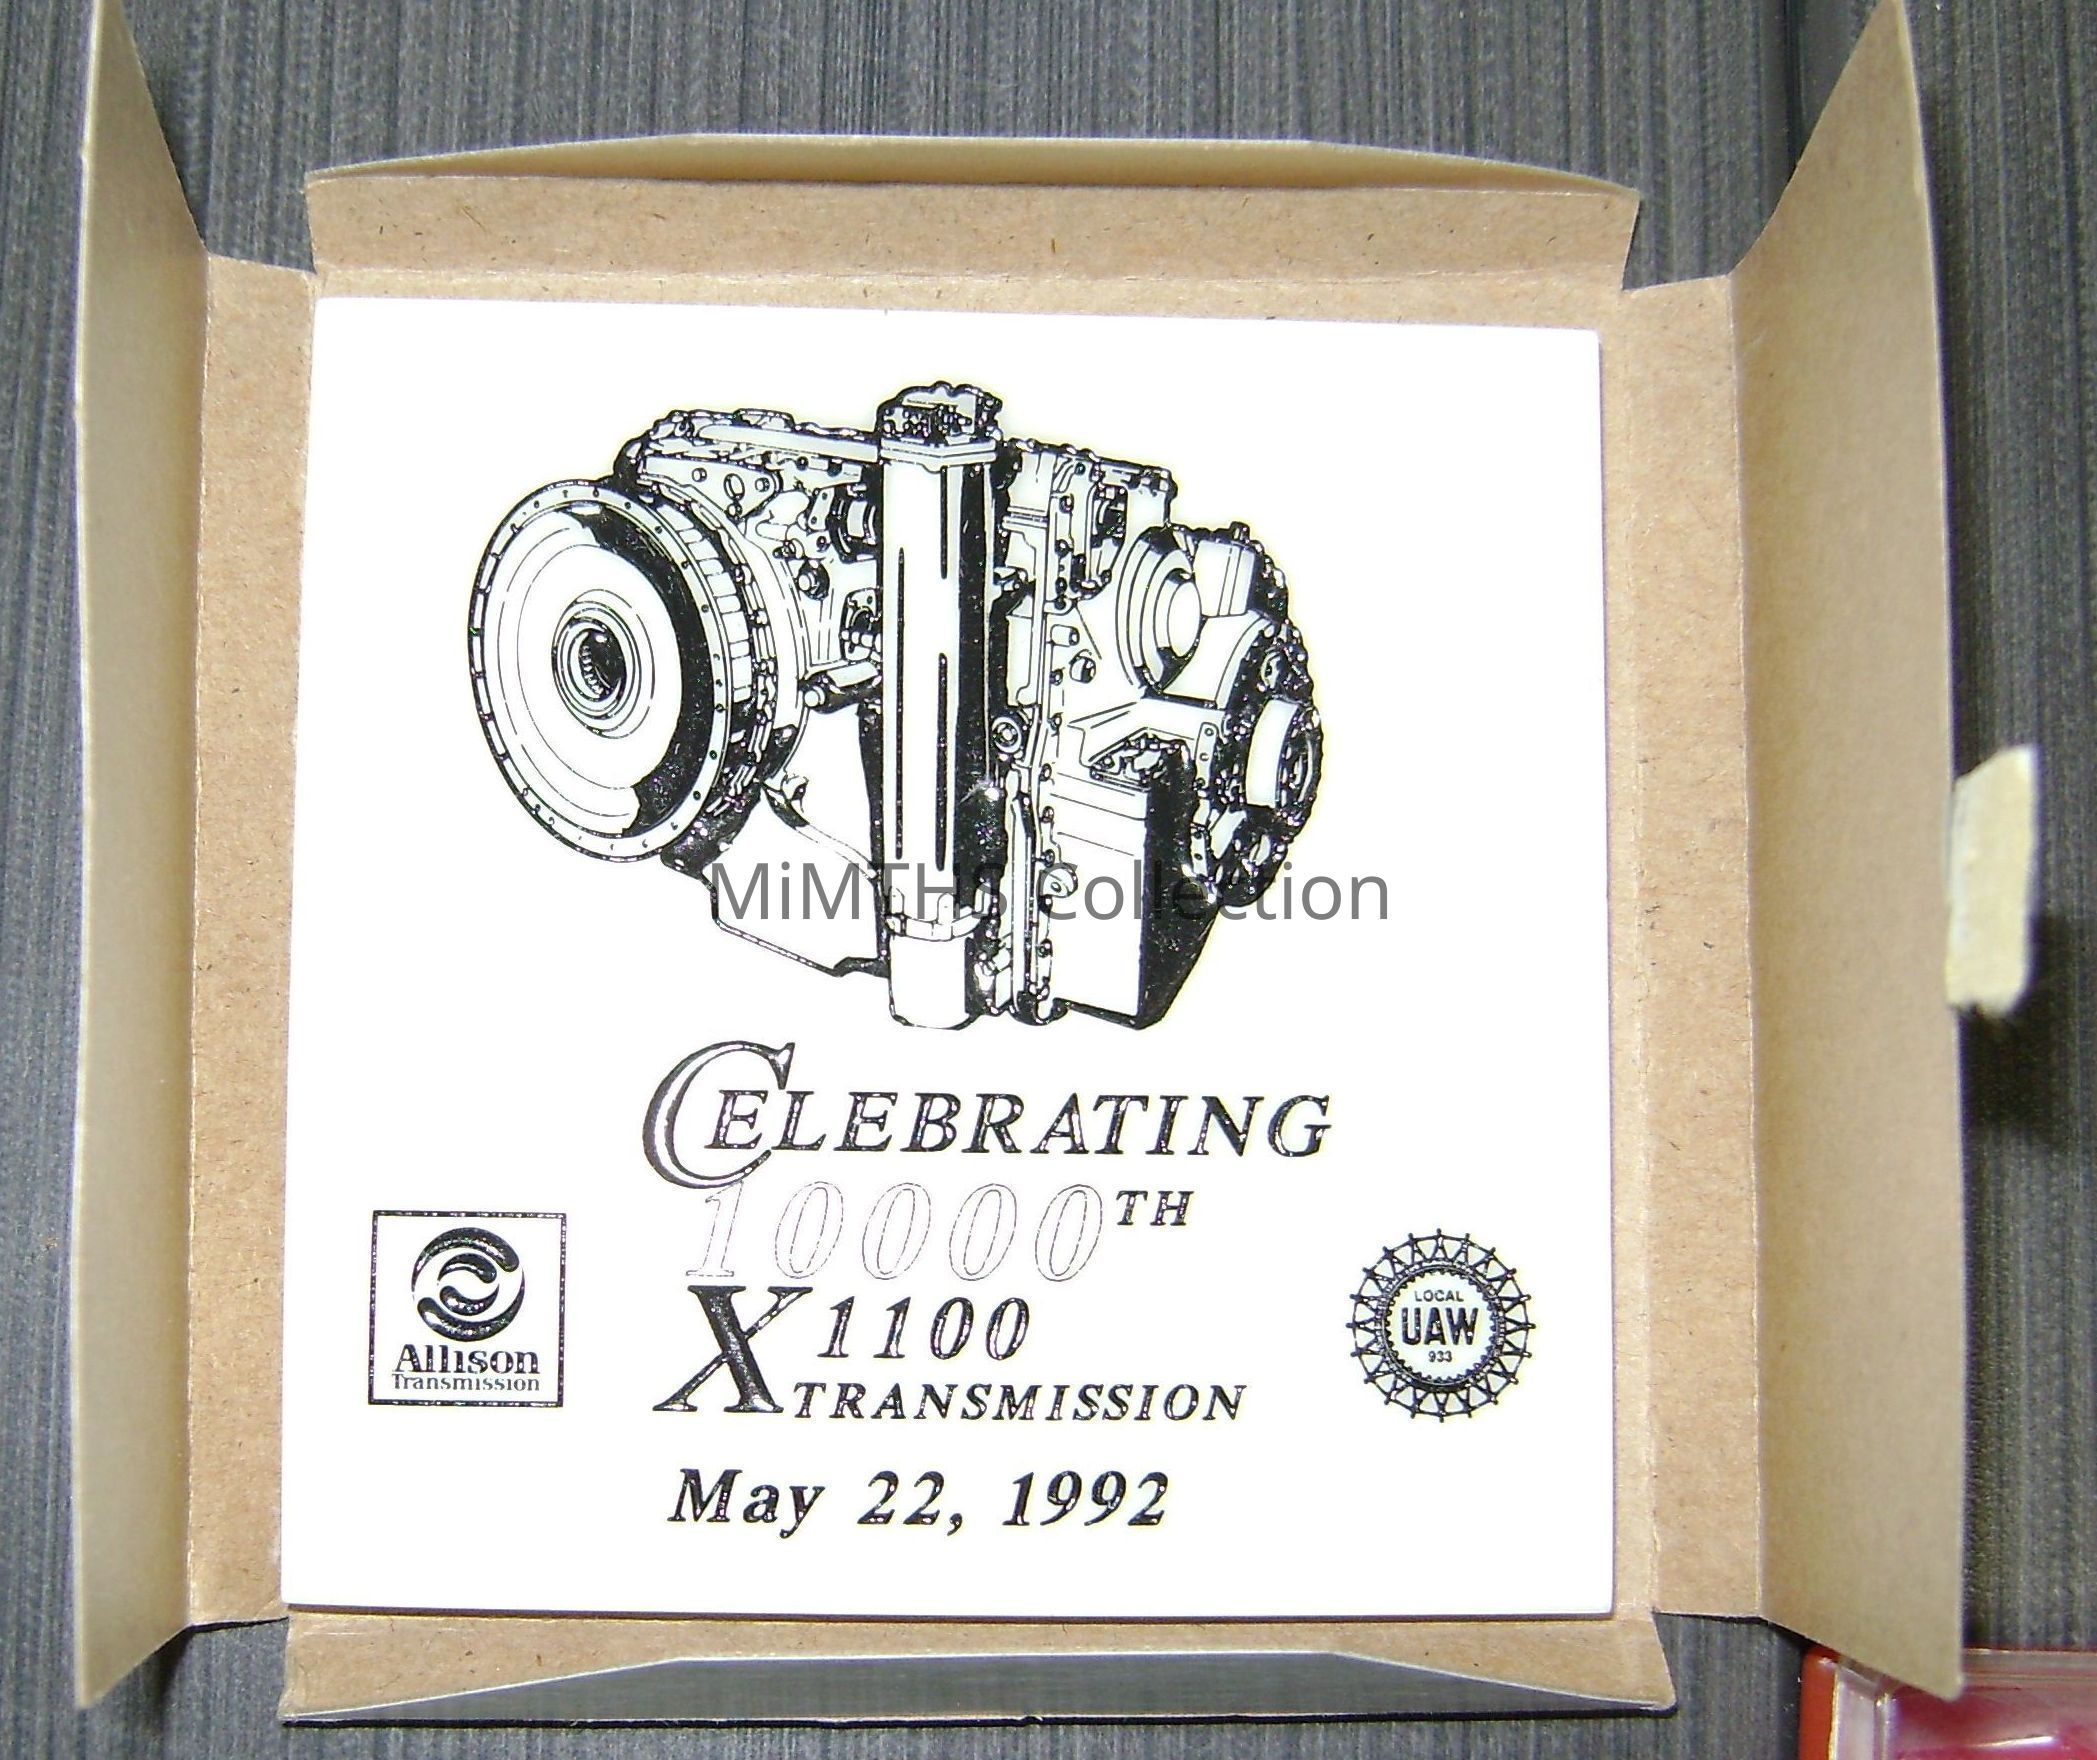 MiMTHS Collection
CELEBRATING
10000TH
X1100
TRANSMISSION
May 22, 1992
Allison
Transmission
LOCAL
UAW
933